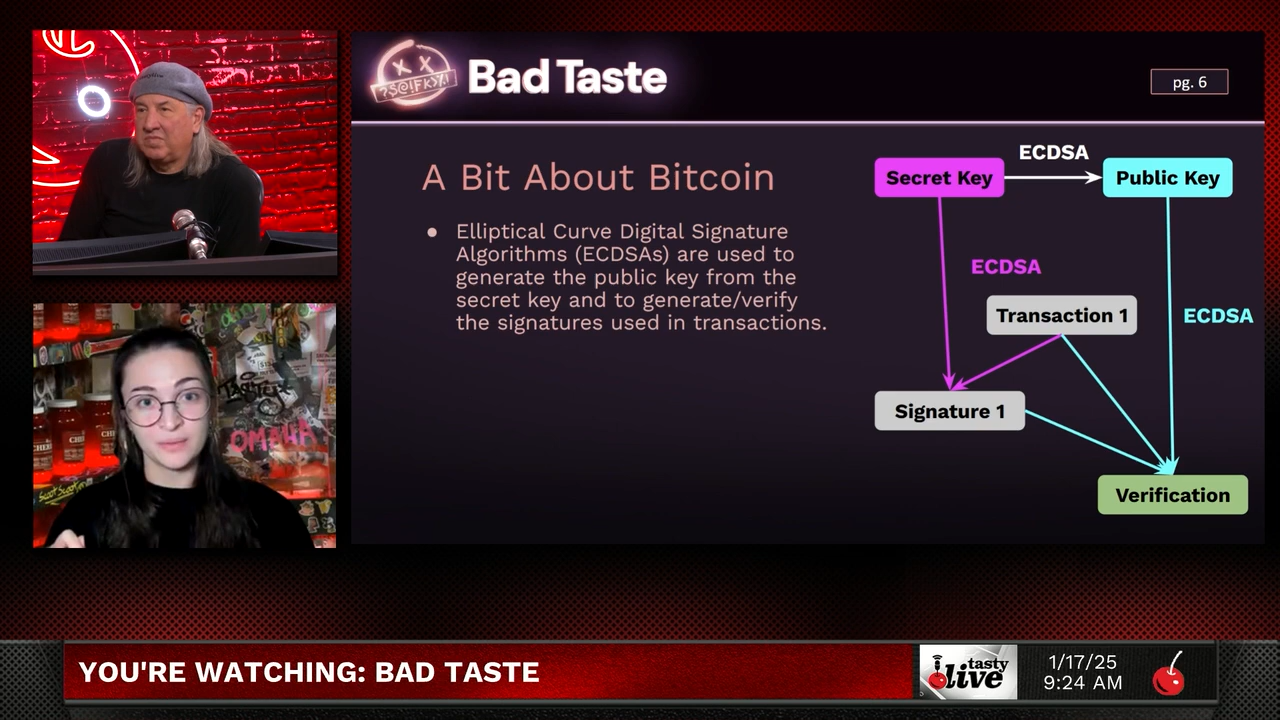 ?$@!FK%!
Bad Taste
pg. 6
A Bit About Bitcoin
● Elliptical Curve Digital Signature
Algorithms (ECDSAs) are used to
generate the public key from the
secret key and to generate/verify
the signatures used in transactions.
ECDSA
Secret Key
Public Key
ECDSA
Transaction 1
ECDSA
Signature 1
Verification
TASTY
OMAHA
YOU'RE WATCHING: BAD TASTE
tasty
live
1/17/25
9:24 AM